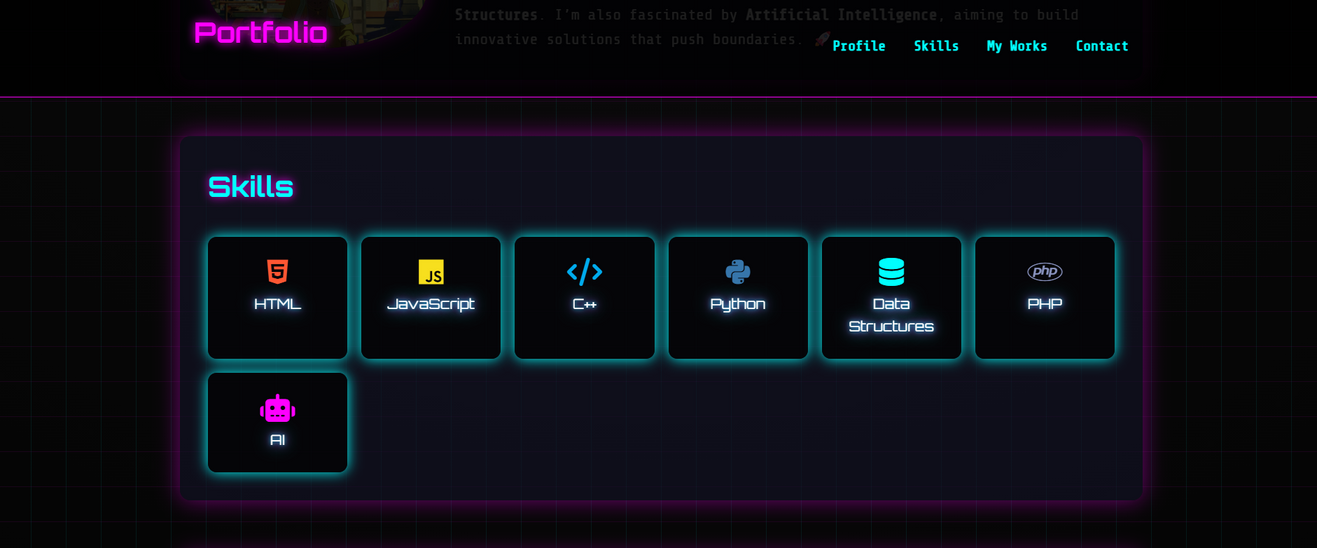 Structures. I'm also fascinated by Artificial Intelligence, aiming to build
innovative solutions that push boundaries. 🚀
Portfolio
Profile Skills My Works Contact
Skills
HTML
JS
JavaScript
C++
Python
Data
Structures
php
PHP
AI